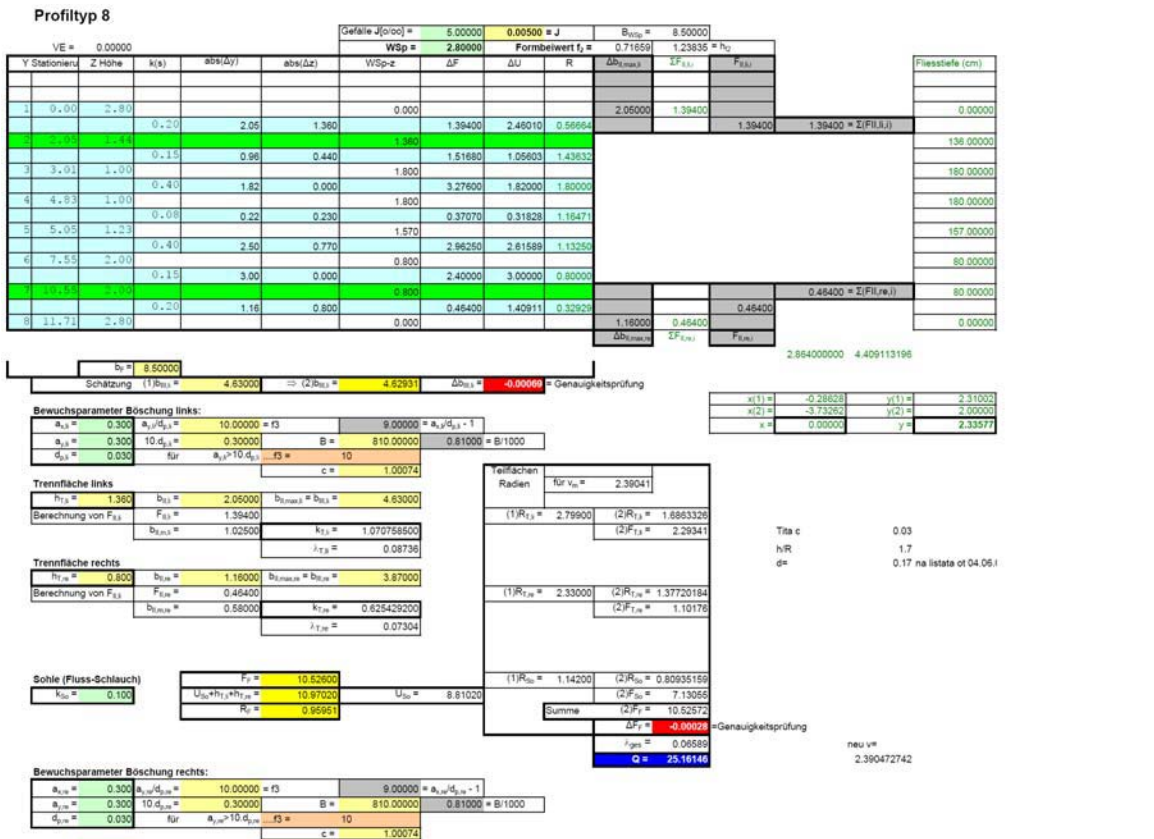 Profiltyp 8
Gefälle J[o/oo] = 5.00000 0.00500 = J B_WSp = 8.50000
VE = 0.00000 WSp = 2.80000 Formbeiwert f₂ = 0.71659 1.23835 = h_f2
Y Stationieru Z Höhe k(s) abs(Δy) abs(Δz) WSp-z ΔF ΔU R Δb_II,max,li ΣF_II,li,i F_II,li,i Fliesstiefe (cm)
1 0.00 2.80 0.000 2.05000 1.39400 0.00000
0.20 2.05 1.360 1.39400 2.46010 0.56664 1.39400 1.39400 = Σ(FII,li,i)
2 2.05 1.44 1.360 136.00000
0.15 0.96 0.440 1.51680 1.05603 1.43632
3 3.01 1.00 1.800 180.00000
0.40 1.82 0.000 3.27600 1.82000 1.80000
4 4.83 1.00 1.800 180.00000
0.08 0.22 0.230 0.37070 0.31828 1.16471
5 5.05 1.23 1.570 157.00000
0.40 2.50 0.770 2.96250 2.61589 1.13250
6 7.55 2.00 0.800 80.00000
0.15 3.00 0.000 2.40000 3.00000 0.80000
7 10.55 2.00 0.800 0.46400 = Σ(FII,re,i) 80.00000
0.20 1.16 0.800 0.46400 1.40911 0.32929 0.46400
8 11.71 2.80 0.000 1.16000 0.46400 0.00000
Δb_II,max,re ΣF_II,re,i F_II,re,i
2.864000000 4.409113196
b_F = 8.50000
Schätzung (1)b_III,li = 4.63000 ⇒ (2)b_III,li = 4.62931 Δb_III,li = -0.00069 = Genauigkeitsprüfung
x(1) = -0.28628 y(1) = 2.31002
x(2) = -3.73262 y(2) = 2.00000
x = 0.00000 y = 2.33577
Bewuchsparameter Böschung links:
a_x,li = 0.300 a_y,li/d_p,li = 10.00000 = f3 9.00000 = a_x,li/d_p,li - 1
a_y,li = 0.300 10.d_p,li = 0.30000 B = 810.00000 0.81000 = B/1000
d_p,li = 0.030 für a_y,li>10.d_p,li ....f3 = 10
c = 1.00074
Teilflächen
Radien für v_m = 2.39041
Trennfläche links
h_T,li = 1.360 b_II,li = 2.05000 b_II,max,li = b_III,li = 4.63000
Berechnung von F_II,li F_II,li = 1.39400 (1)R_T,li = 2.79900 (2)R_T,li = 1.6863326
b_II,m,li = 1.02500 k_T,li = 1.070758500 (2)F_T,li = 2.29341 Tita c 0.03
λ_T,li = 0.08736 h/R 1.7
Trennfläche rechts d= 0.17 na listata ot 04.06.
h_T,re = 0.800 b_II,re = 1.16000 b_II,max,re = b_III,re = 3.87000
Berechnung von F_II,li F_II,re = 0.46400 (1)R_T,re = 2.33000 (2)R_T,re = 1.37720184
b_II,m,re = 0.58000 k_T,re = 0.625429200 (2)F_T,re = 1.10176
λ_T,re = 0.07304
Sohle (Fluss-Schlauch) F_F = 10.52600 (1)R_So = 1.14200 (2)R_So = 0.80935159
k_So = 0.100 U_So+h_T,li+h_T,re = 10.97020 U_So = 8.81020 (2)F_So = 7.13055
R_F = 0.95951 Summe (2)F_F = 10.52572
ΔF_F = -0.00028 =Genauigkeitsprüfung
λ_ges = 0.06589 neu v=
Q = 25.16146 2.390472742
Bewuchsparameter Böschung rechts:
a_x,re = 0.300 a_y,re/d_p,re = 10.00000 = f3 9.00000 = a_x,re/d_p,re - 1
a_y,re = 0.300 10.d_p,re = 0.30000 B = 810.00000 0.81000 = B/1000
d_p,re = 0.030 für a_y,re>10.d_p,re ....f3 = 10
c = 1.00074